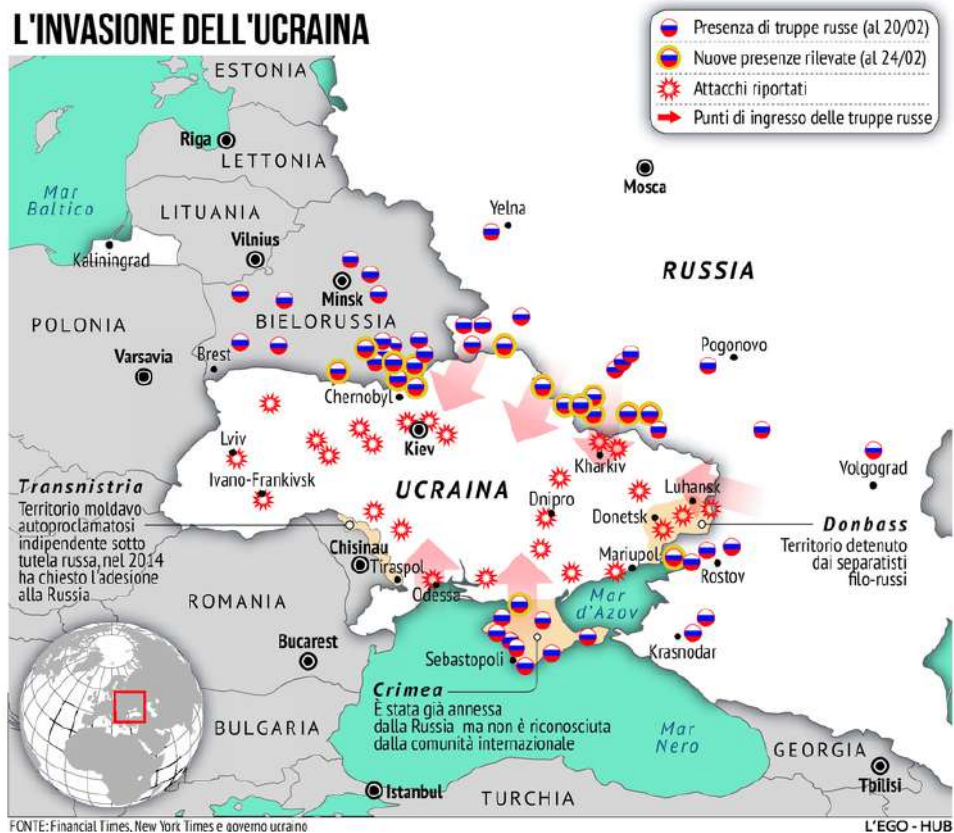 L'INVASIONE DELL'UCRAINA
Presenza di truppe russe (al 20/02)
Nuove presenze rilevate (al 24/02)
Attacchi riportati
Punti di ingresso delle truppe russe
ESTONIA
Riga
LETTONIA
Mosca
Mar
Baltico
LITUANIA
Yelna
Vilnius
Kaliningrad
RUSSIA
Minsk
POLONIA
BIELORUSSIA
Varsavia
Brest
Pogonovo
Chernobyl
Lviv
Kiev
Kharkiv
Volgograd
Ivano-Frankivsk
UCRAINA
Luhansk
Dnipro
Donetsk
Transnistria
Territorio moldavo
autoproclamatosi
indipendente sotto
tutela russa, nel 2014
ha chiesto l'adesione
alla Russia
Donbass
Territorio detenuto
dai separatisti
filo-russi
Chisinau
Tiraspol
Mariupol
Rostov
Odessa
ROMANIA
Mar
d'Azov
Bucarest
Sebastopoli
Krasnodar
Crimea
È stata già annessa
dalla Russia ma non è riconosciuta
dalla comunità internazionale
BULGARIA
Mar
Nero
GEORGIA
Tbilisi
Istanbul
TURCHIA
FONTE: Financial Times, New York Times e governo ucraino
L'EGO - HUB